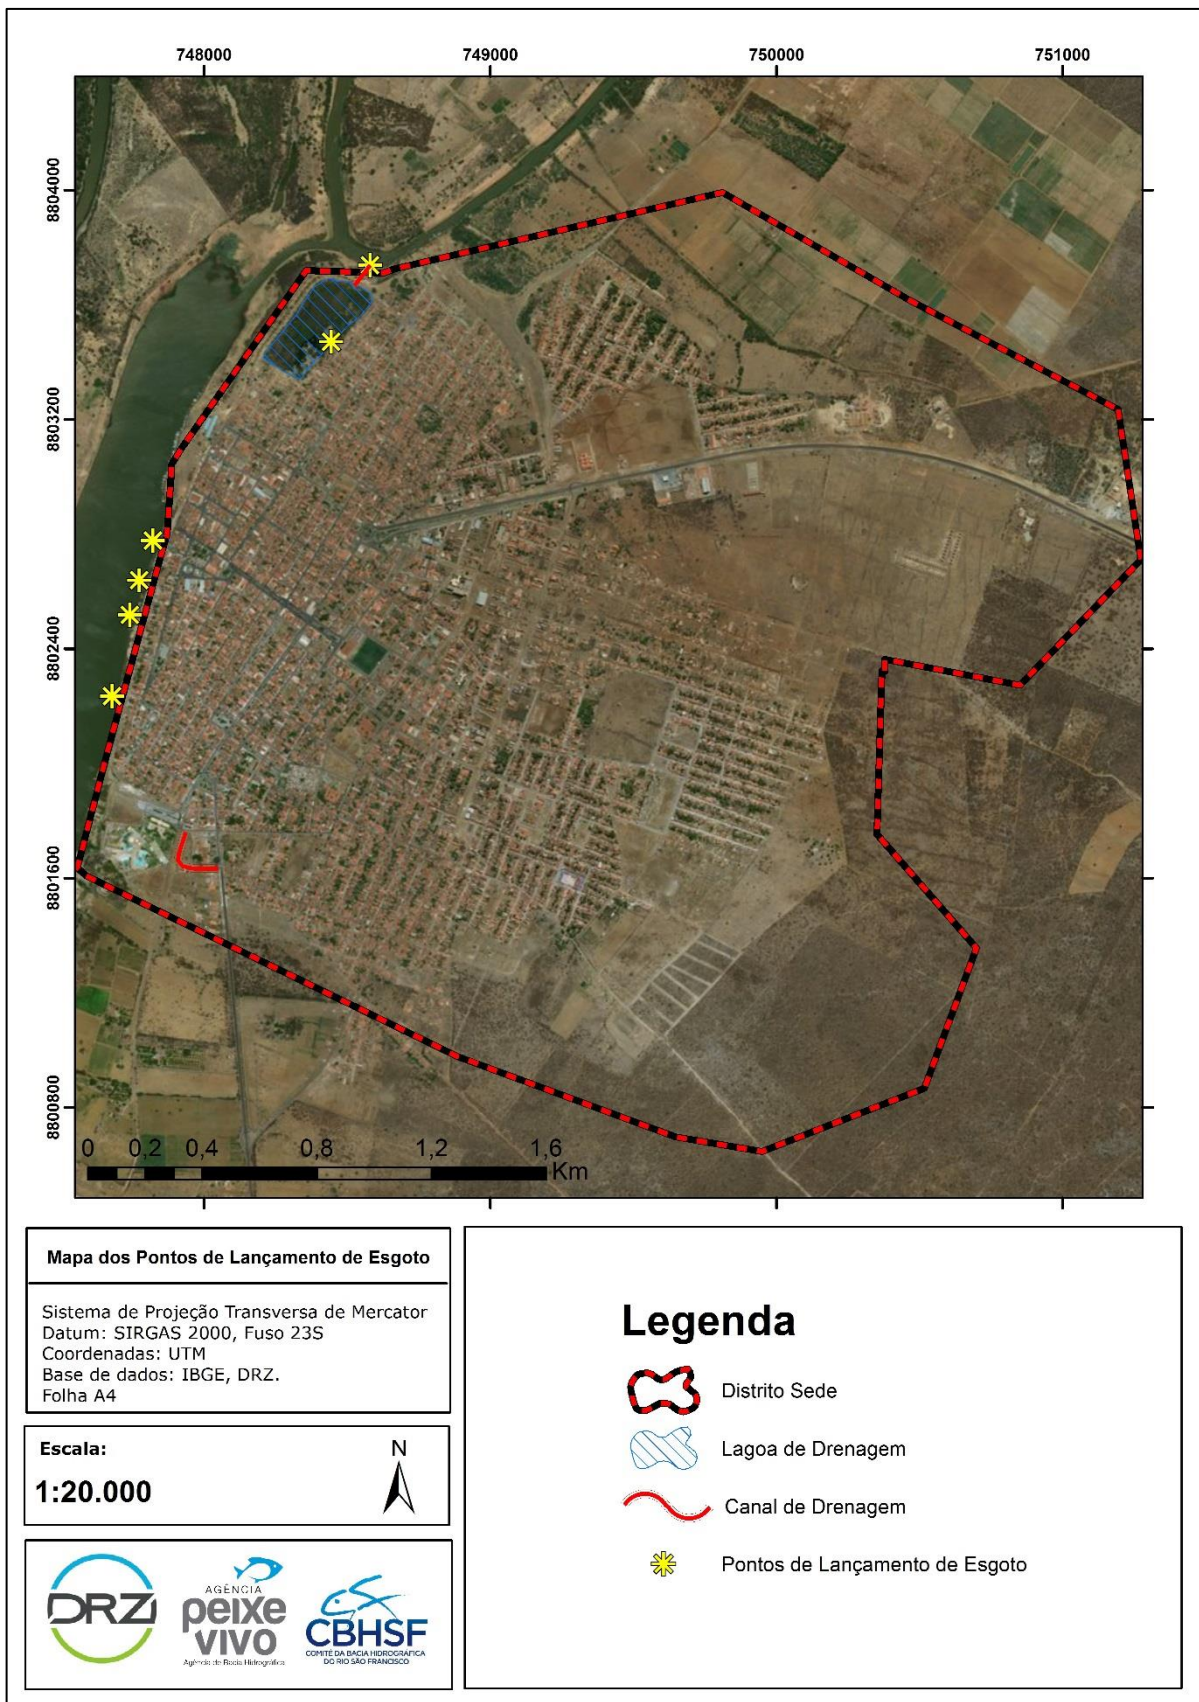 748000 749000 750000 751000
8804000
8803200
8802400
8801600
8800800
0 0,2 0,4 0,8 1,2 1,6
Km
Mapa dos Pontos de Lançamento de Esgoto
Sistema de Projeção Transversa de Mercator
Datum: SIRGAS 2000, Fuso 23S
Coordenadas: UTM
Base de dados: IBGE, DRZ.
Folha A4
Escala:
1:20.000
N
DRZ
AGÊNCIA
peixe
vivo
Agência de Bacia Hidrográfica
CBHSF
COMITÊ DA BACIA HIDROGRÁFICA
DO RIO SÃO FRANCISCO
Legenda
Distrito Sede
Lagoa de Drenagem
Canal de Drenagem
Pontos de Lançamento de Esgoto